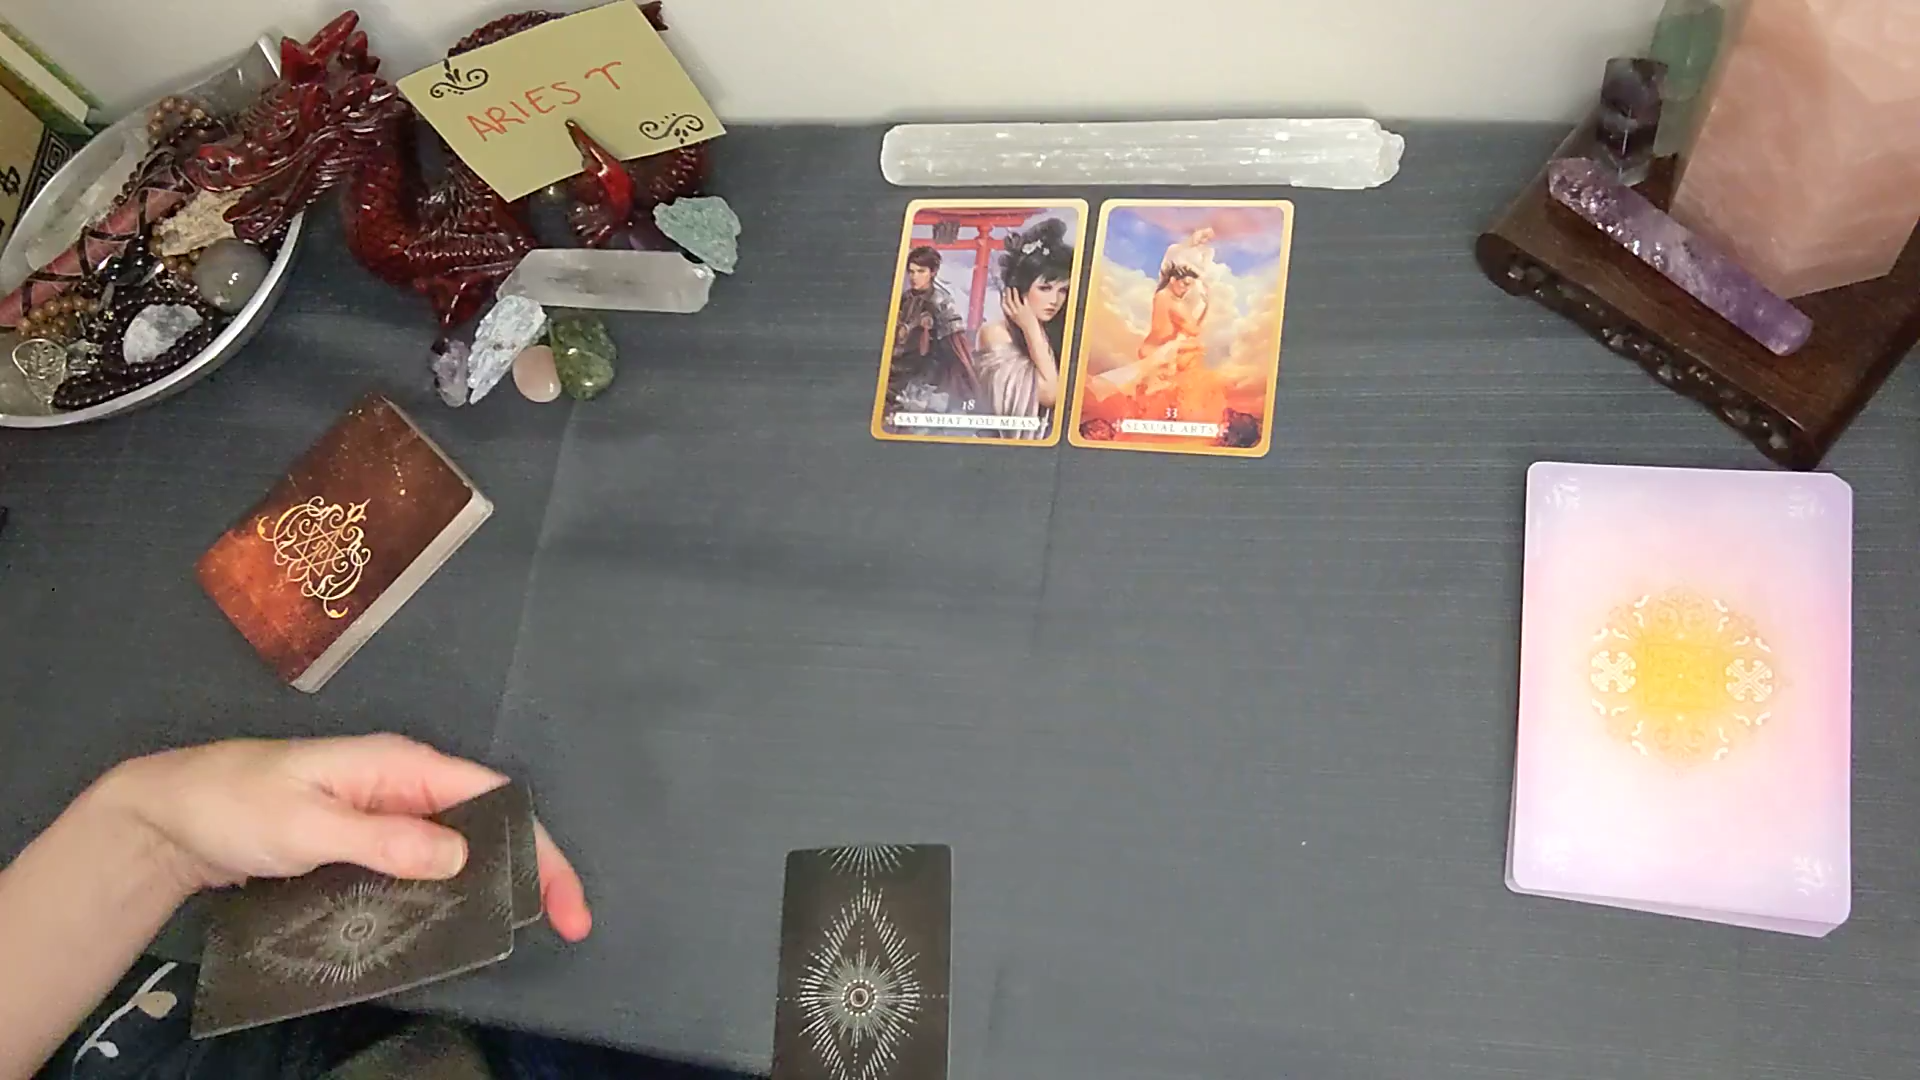 ARIES ♈
18
SAY WHAT YOU MEAN
33
SEXUAL ARTS